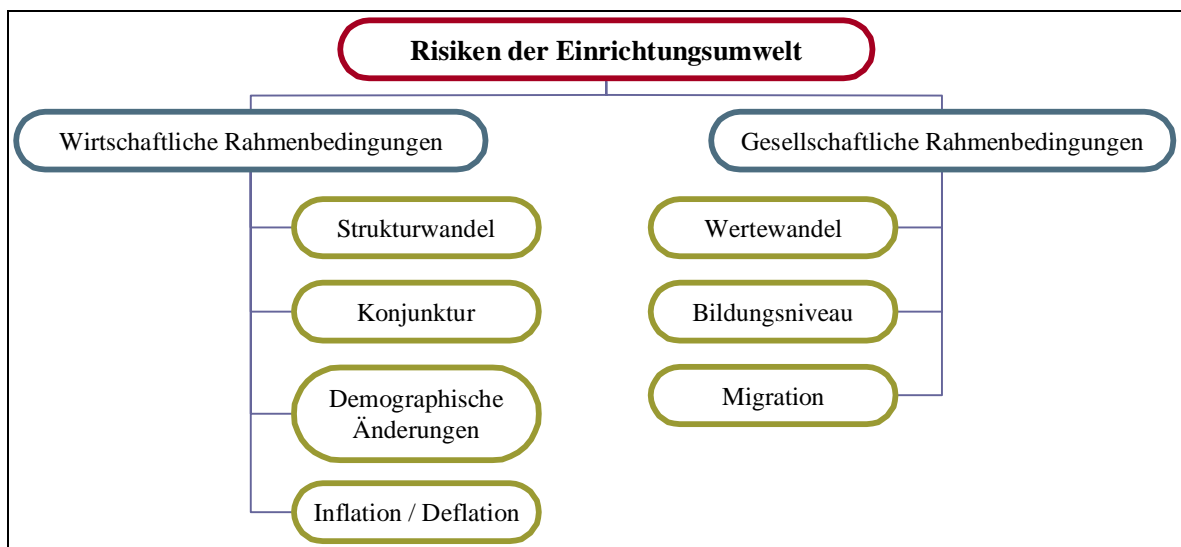 Risiken der Einrichtungsumwelt
Wirtschaftliche Rahmenbedingungen
Gesellschaftliche Rahmenbedingungen
Strukturwandel
Konjunktur
Demographische
Änderungen
Inflation / Deflation
Wertewandel
Bildungsniveau
Migration